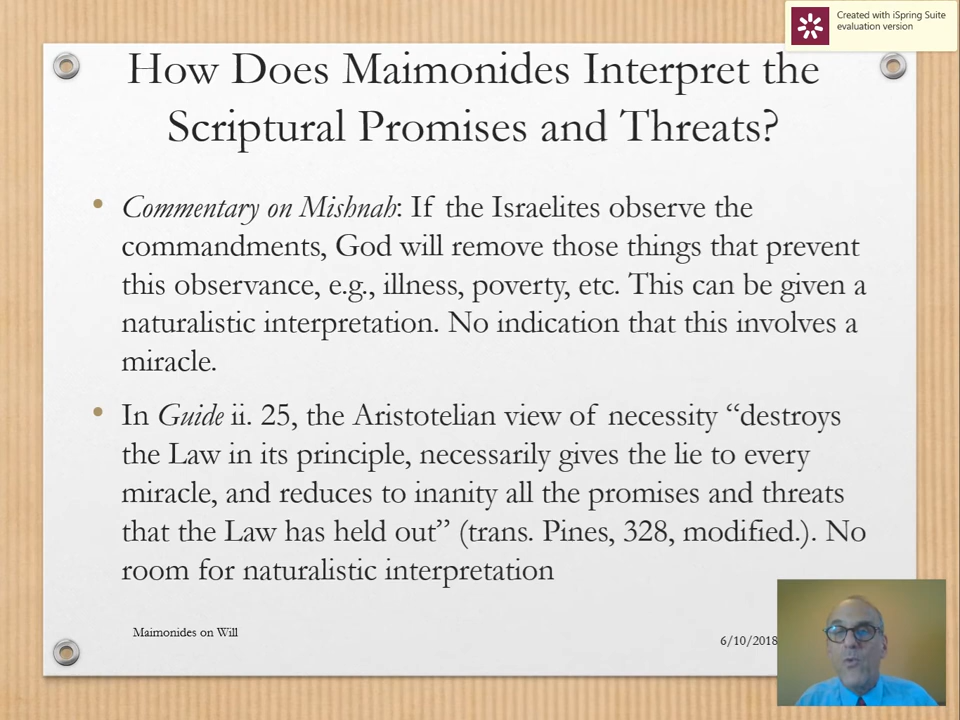 Created with iSpring Suite
evaluation version
How Does Maimonides Interpret the
Scriptural Promises and Threats?
• Commentary on Mishnah: If the Israelites observe the
commandments, God will remove those things that prevent
this observance, e.g., illness, poverty, etc. This can be given a
naturalistic interpretation. No indication that this involves a
miracle.
• In Guide ii. 25, the Aristotelian view of necessity “destroys
the Law in its principle, necessarily gives the lie to every
miracle, and reduces to inanity all the promises and threats
that the Law has held out” (trans. Pines, 328, modified.). No
room for naturalistic interpretation
Maimonides on Will
6/10/2018